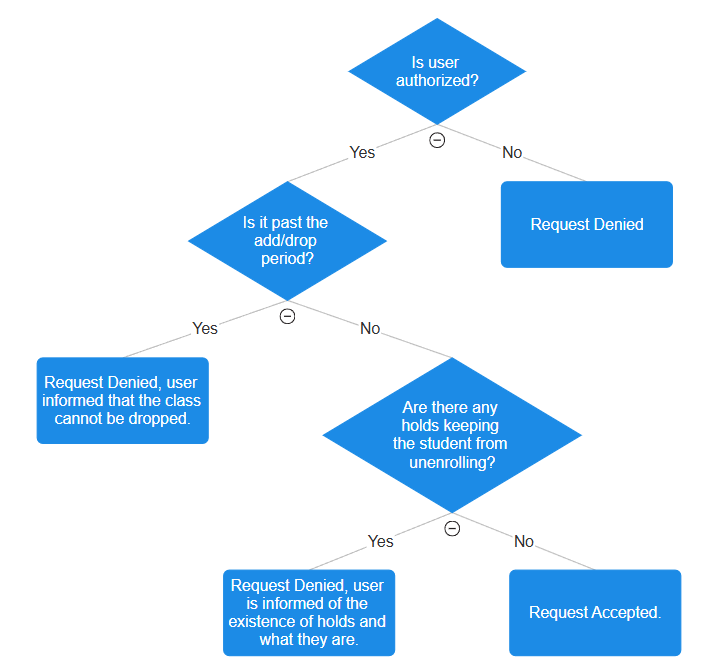 Is user
authorized?
Yes
No
Is it past the
add/drop
period?
Request Denied
Yes
No
Request Denied, user
informed that the class
cannot be dropped.
Are there any
holds keeping
the student from
unenrolling?
Yes
No
Request Denied, user
is informed of the
existence of holds and
what they are.
Request Accepted.